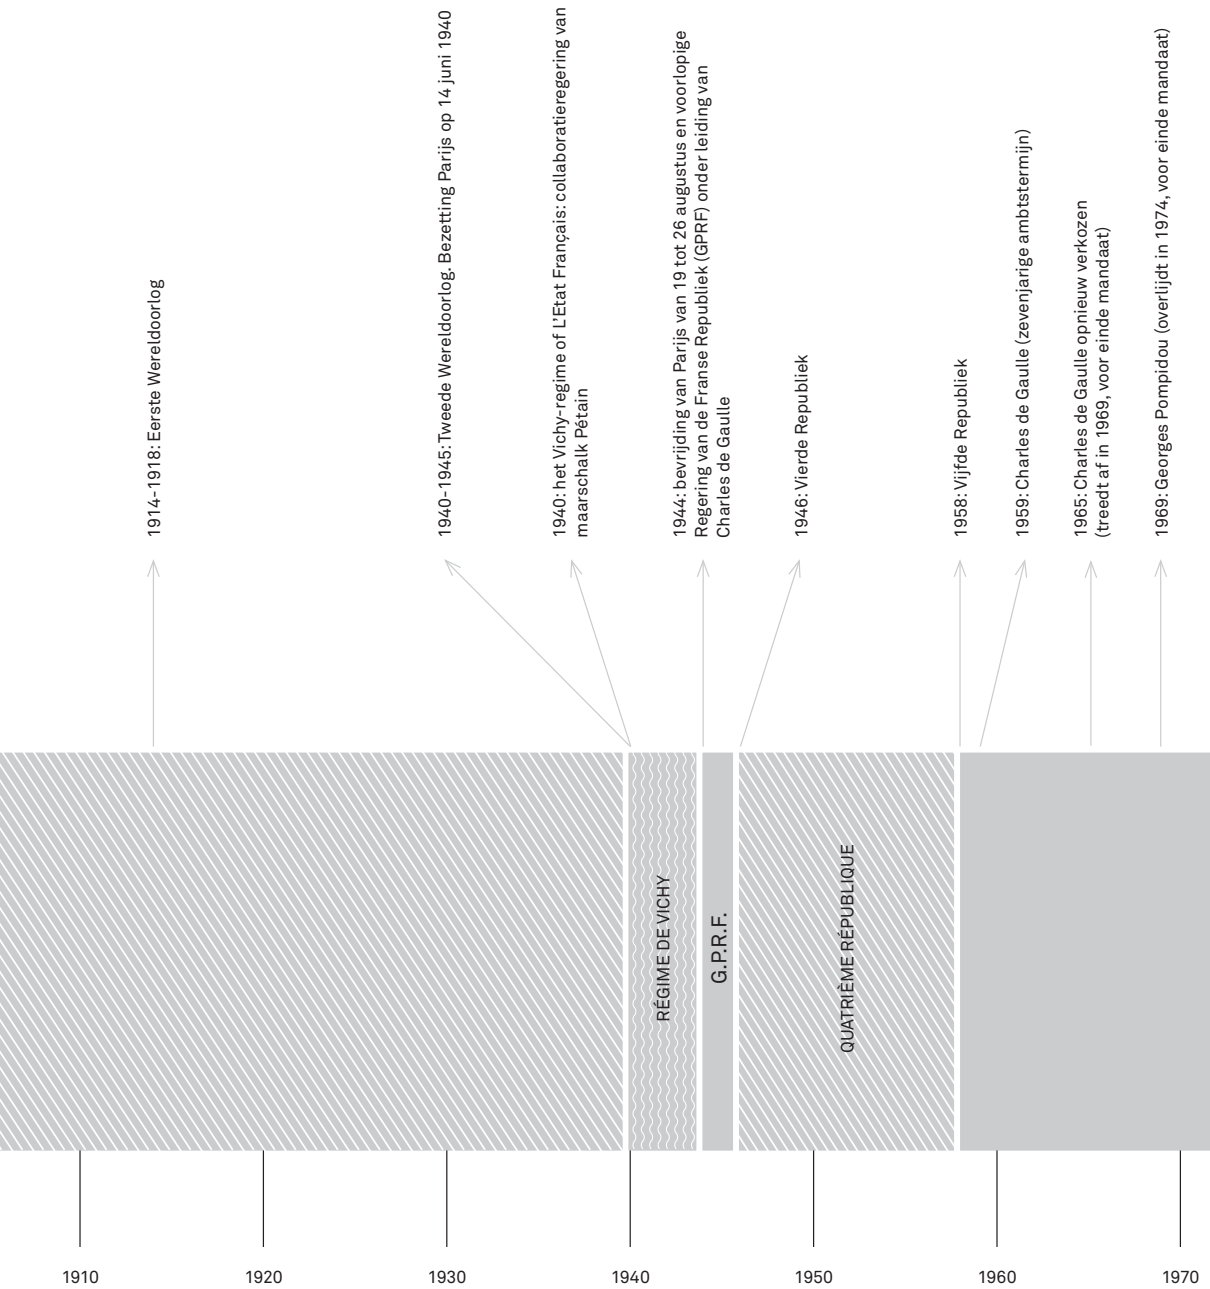 1914-1918: Eerste Wereldoorlog
1940-1945: Tweede Wereldoorlog. Bezetting Parijs op 14 juni 1940
1940: het Vichy-regime of L’Etat Français: collaboratieregering van
maarschalk Pétain
1944: bevrijding van Parijs van 19 tot 26 augustus en voorlopige
Regering van de Franse Republiek (GPRF) onder leiding van
Charles de Gaulle
1946: Vierde Republiek
1958: Vijfde Republiek
1959: Charles de Gaulle (zevenjarige ambtstermijn)
1965: Charles de Gaulle opnieuw verkozen
(treedt af in 1969, voor einde mandaat)
1969: Georges Pompidou (overlijdt in 1974, voor einde mandaat)
RÉGIME DE VICHY
G.P.R.F.
QUATRIÈME RÉPUBLIQUE
1910
1920
1930
1940
1950
1960
1970